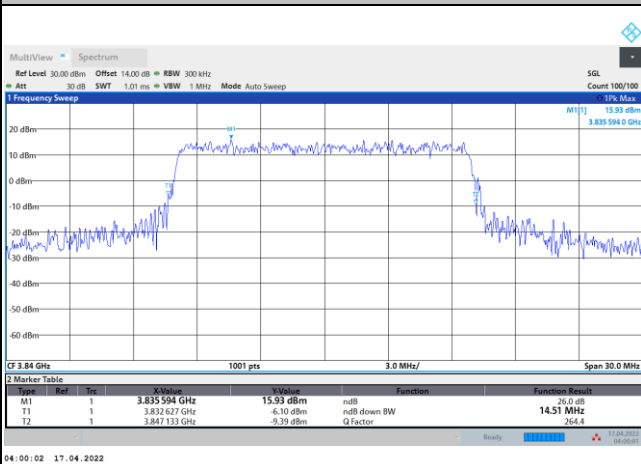 MultiView Spectrum
Ref Level 30.00 dBm Offset 14.00 dB RBW 300 kHz SGL
Att 30 dB SWT 1.01 ms VBW 1 MHz Mode Auto Sweep Count 100/100
1 Frequency Sweep 1Pk Max
M1[1] 15.93 dBm
3.835 594 0 GHz
M1
20 dBm
10 dBm
0 dBm
T1
-10 dBm
-20 dBm
-30 dBm
-50 dBm
-60 dBm
CF 3.84 GHz 1001 pts 3.0 MHz/ Span 30.0 MHz
2 Marker Table
Type Ref Trc X-Value Y-Value Function Function Result
M1 1 3.835 594 GHz 15.93 dBm ndB 26.0 dB
T1 1 3.832 627 GHz -6.10 dBm ndB down BW 14.51 MHz
T2 1 3.847 133 GHz -9.39 dBm Q Factor 264.4
Ready 17.04.2022
04:00:01
04:00:02 17.04.2022